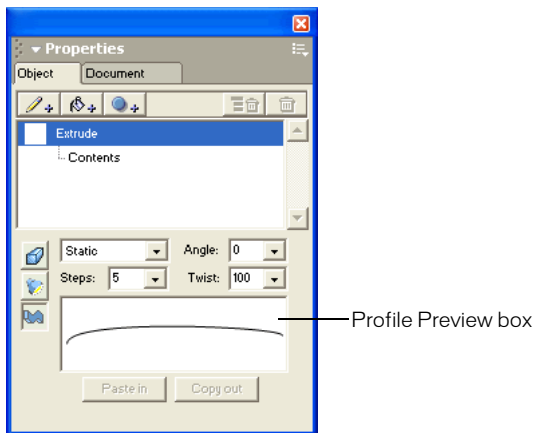 Properties
Object Document
Extrude
Contents
Static Angle: 0
Steps: 5 Twist: 100
Profile Preview box
Paste in Copy out